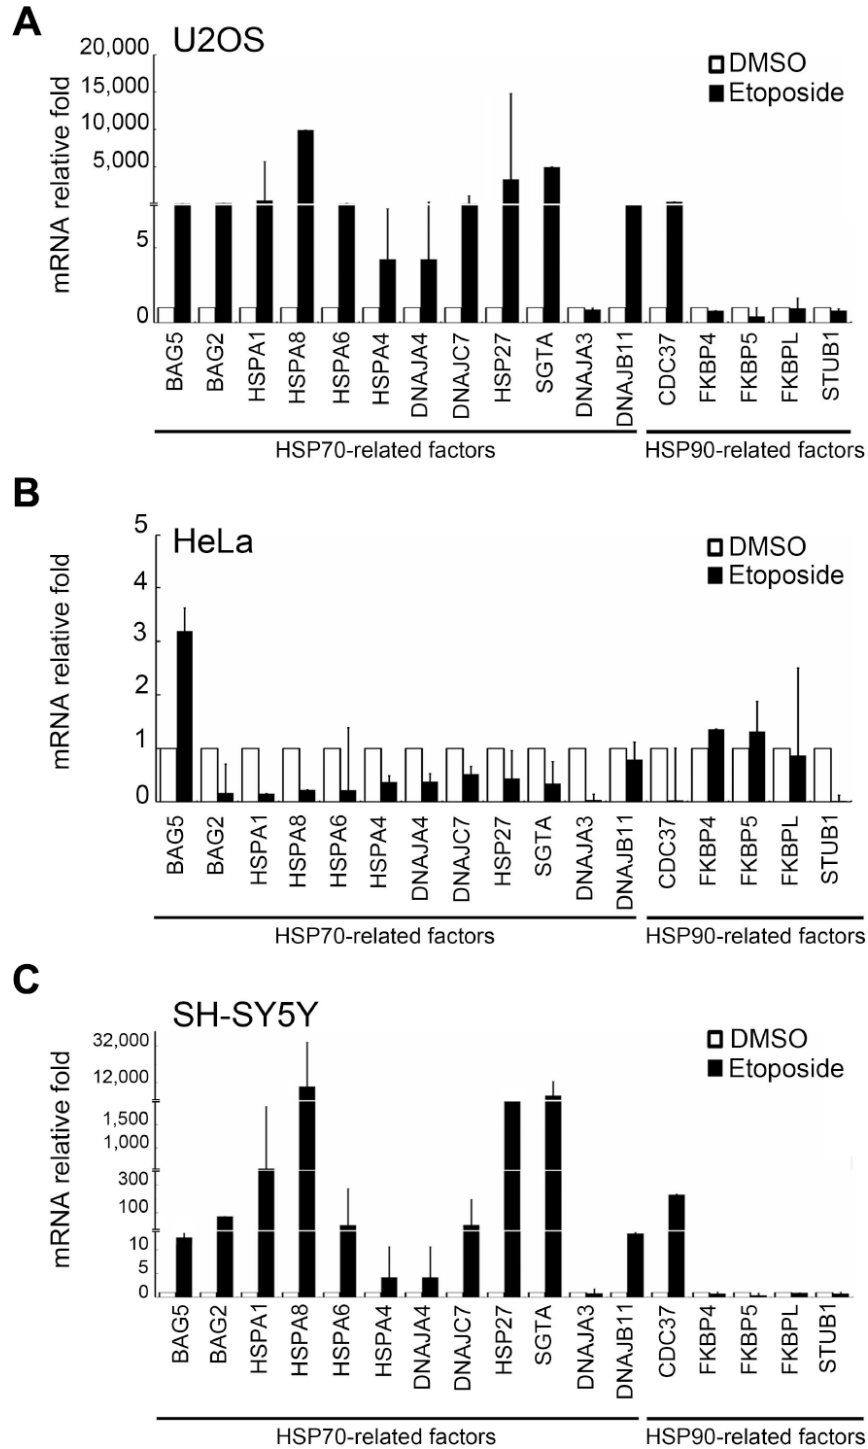 A
U2OS
DMSO
Etoposide
mRNA relative fold
20,000
15,000
10,000
5,000
5
0
BAG5
BAG2
HSPA1
HSPA8
HSPA6
HSPA4
DNAJA4
DNAJC7
HSP27
SGTA
DNAJA3
DNAJB11
CDC37
FKBP4
FKBP5
FKBPL
STUB1
HSP70-related factors
HSP90-related factors
B
HeLa
DMSO
Etoposide
mRNA relative fold
5
4
3
2
1
0
BAG5
BAG2
HSPA1
HSPA8
HSPA6
HSPA4
DNAJA4
DNAJC7
HSP27
SGTA
DNAJA3
DNAJB11
CDC37
FKBP4
FKBP5
FKBPL
STUB1
HSP70-related factors
HSP90-related factors
C
SH-SY5Y
DMSO
Etoposide
mRNA relative fold
32,000
12,000
1,500
1,000
300
100
10
5
0
BAG5
BAG2
HSPA1
HSPA8
HSPA6
HSPA4
DNAJA4
DNAJC7
HSP27
SGTA
DNAJA3
DNAJB11
CDC37
FKBP4
FKBP5
FKBPL
STUB1
HSP70-related factors
HSP90-related factors